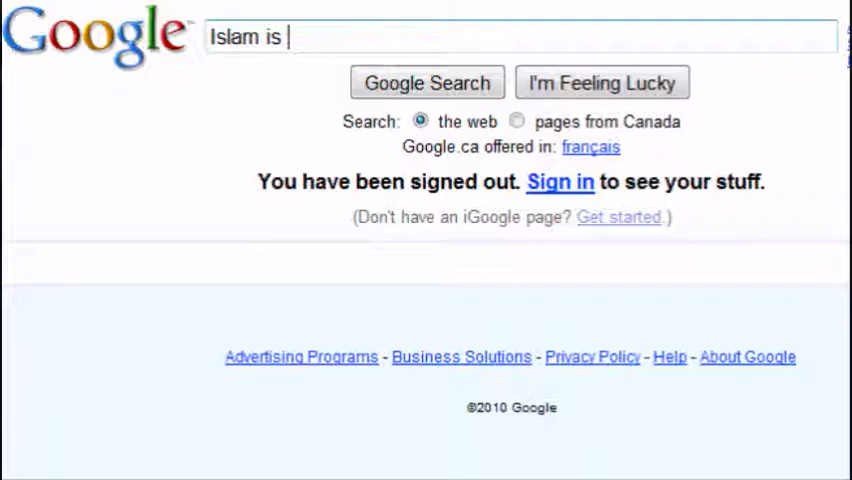 Google™ Islam is
Google Search I'm Feeling Lucky
Search: the web pages from Canada
Google.ca offered in: français
You have been signed out. Sign in to see your stuff.
(Don't have an iGoogle page? Get started.)
Advertising Programs - Business Solutions - Privacy Policy - Help - About Google
©2010 Google